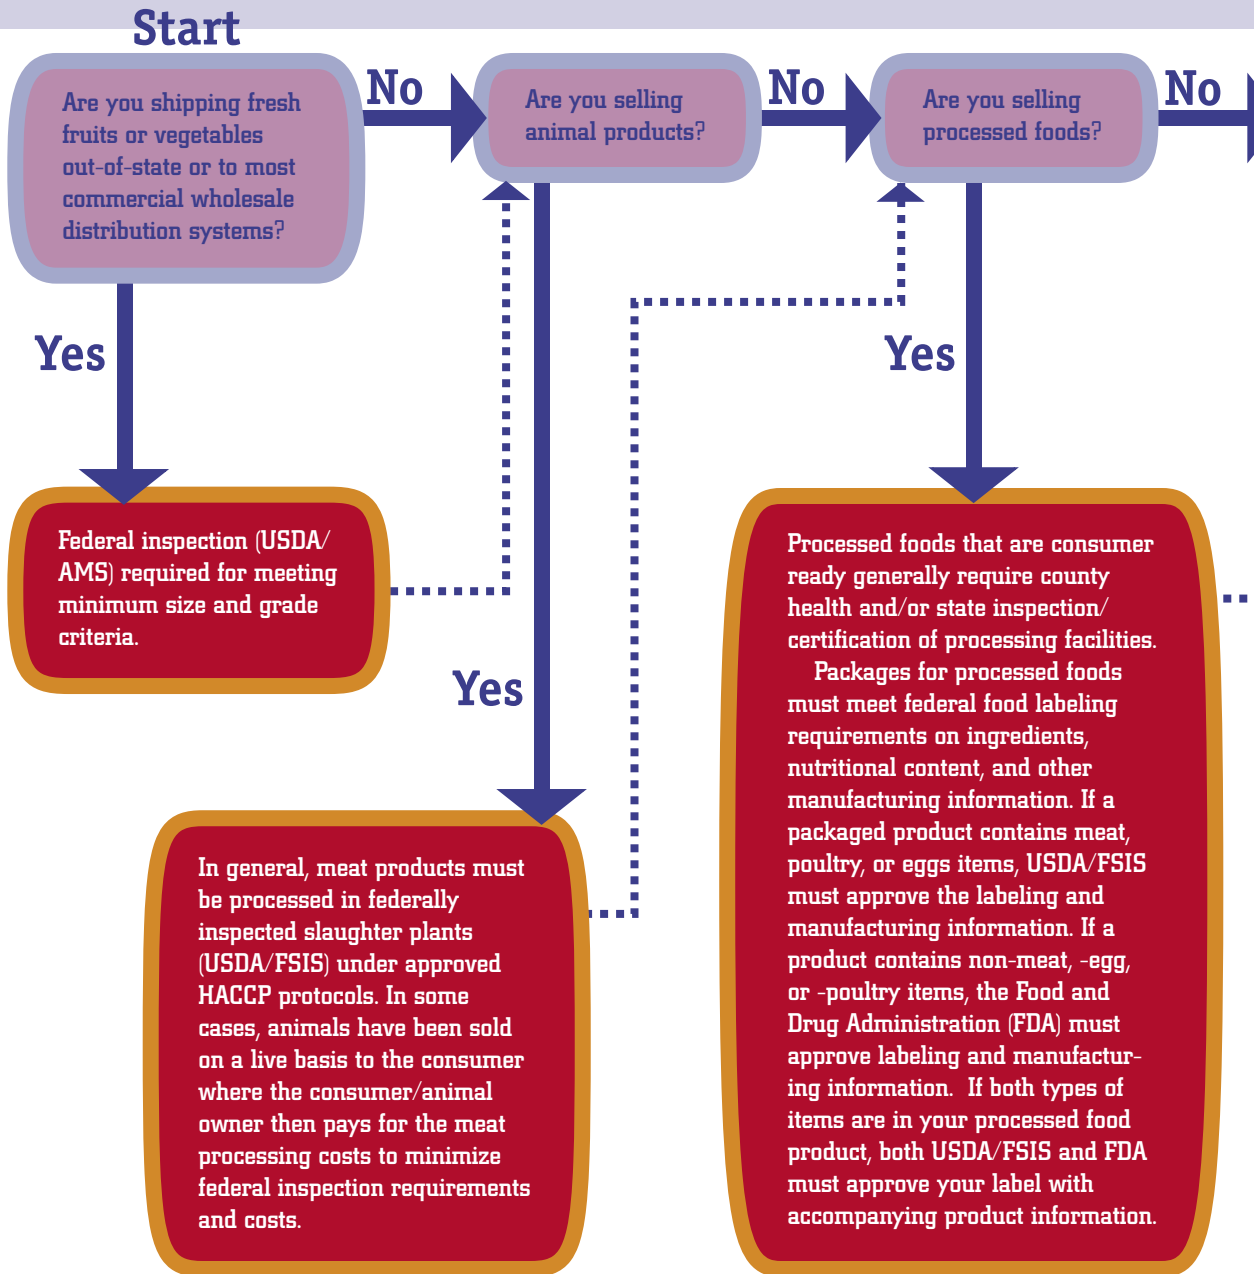 Start
Are you shipping fresh
fruits or vegetables
out-of-state or to most
commercial wholesale
distribution systems?
No
Are you selling
animal products?
No
Are you selling
processed foods?
No
Yes
Yes
Federal inspection (USDA/
AMS) required for meeting
minimum size and grade
criteria.
Yes
In general, meat products must
be processed in federally
inspected slaughter plants
(USDA/FSIS) under approved
HACCP protocols. In some
cases, animals have been sold
on a live basis to the consumer
where the consumer/animal
owner then pays for the meat
processing costs to minimize
federal inspection requirements
and costs.
Processed foods that are consumer
ready generally require county
health and/or state inspection/
certification of processing facilities.
Packages for processed foods
must meet federal food labeling
requirements on ingredients,
nutritional content, and other
manufacturing information. If a
packaged product contains meat,
poultry, or eggs items, USDA/FSIS
must approve the labeling and
manufacturing information. If a
product contains non-meat, -egg,
or -poultry items, the Food and
Drug Administration (FDA) must
approve labeling and manufactur-
ing information.  If both types of
items are in your processed food
product, both USDA/FSIS and FDA
must approve your label with
accompanying product information.